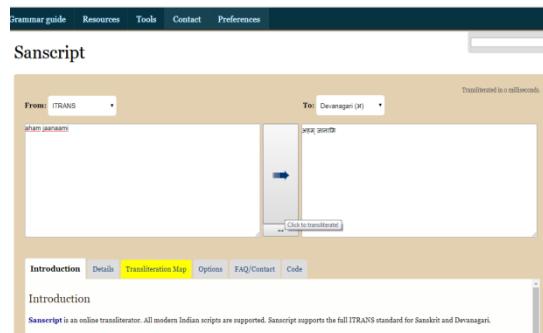 Grammar guide Resources Tools Contact Preferences
Sanscript
Transliterated in 0 milliseconds.
From: ITRANS To: Devanagari (अ)
aham jaanaami
अहम् जानामि
Click to transliterate!
Introduction Details Transliteration Map Options FAQ/Contact Code
Introduction
Sanscript is an online transliterator. All modern Indian scripts are supported. Sanscript supports the full ITRANS standard for Sanskrit and Devanagari.